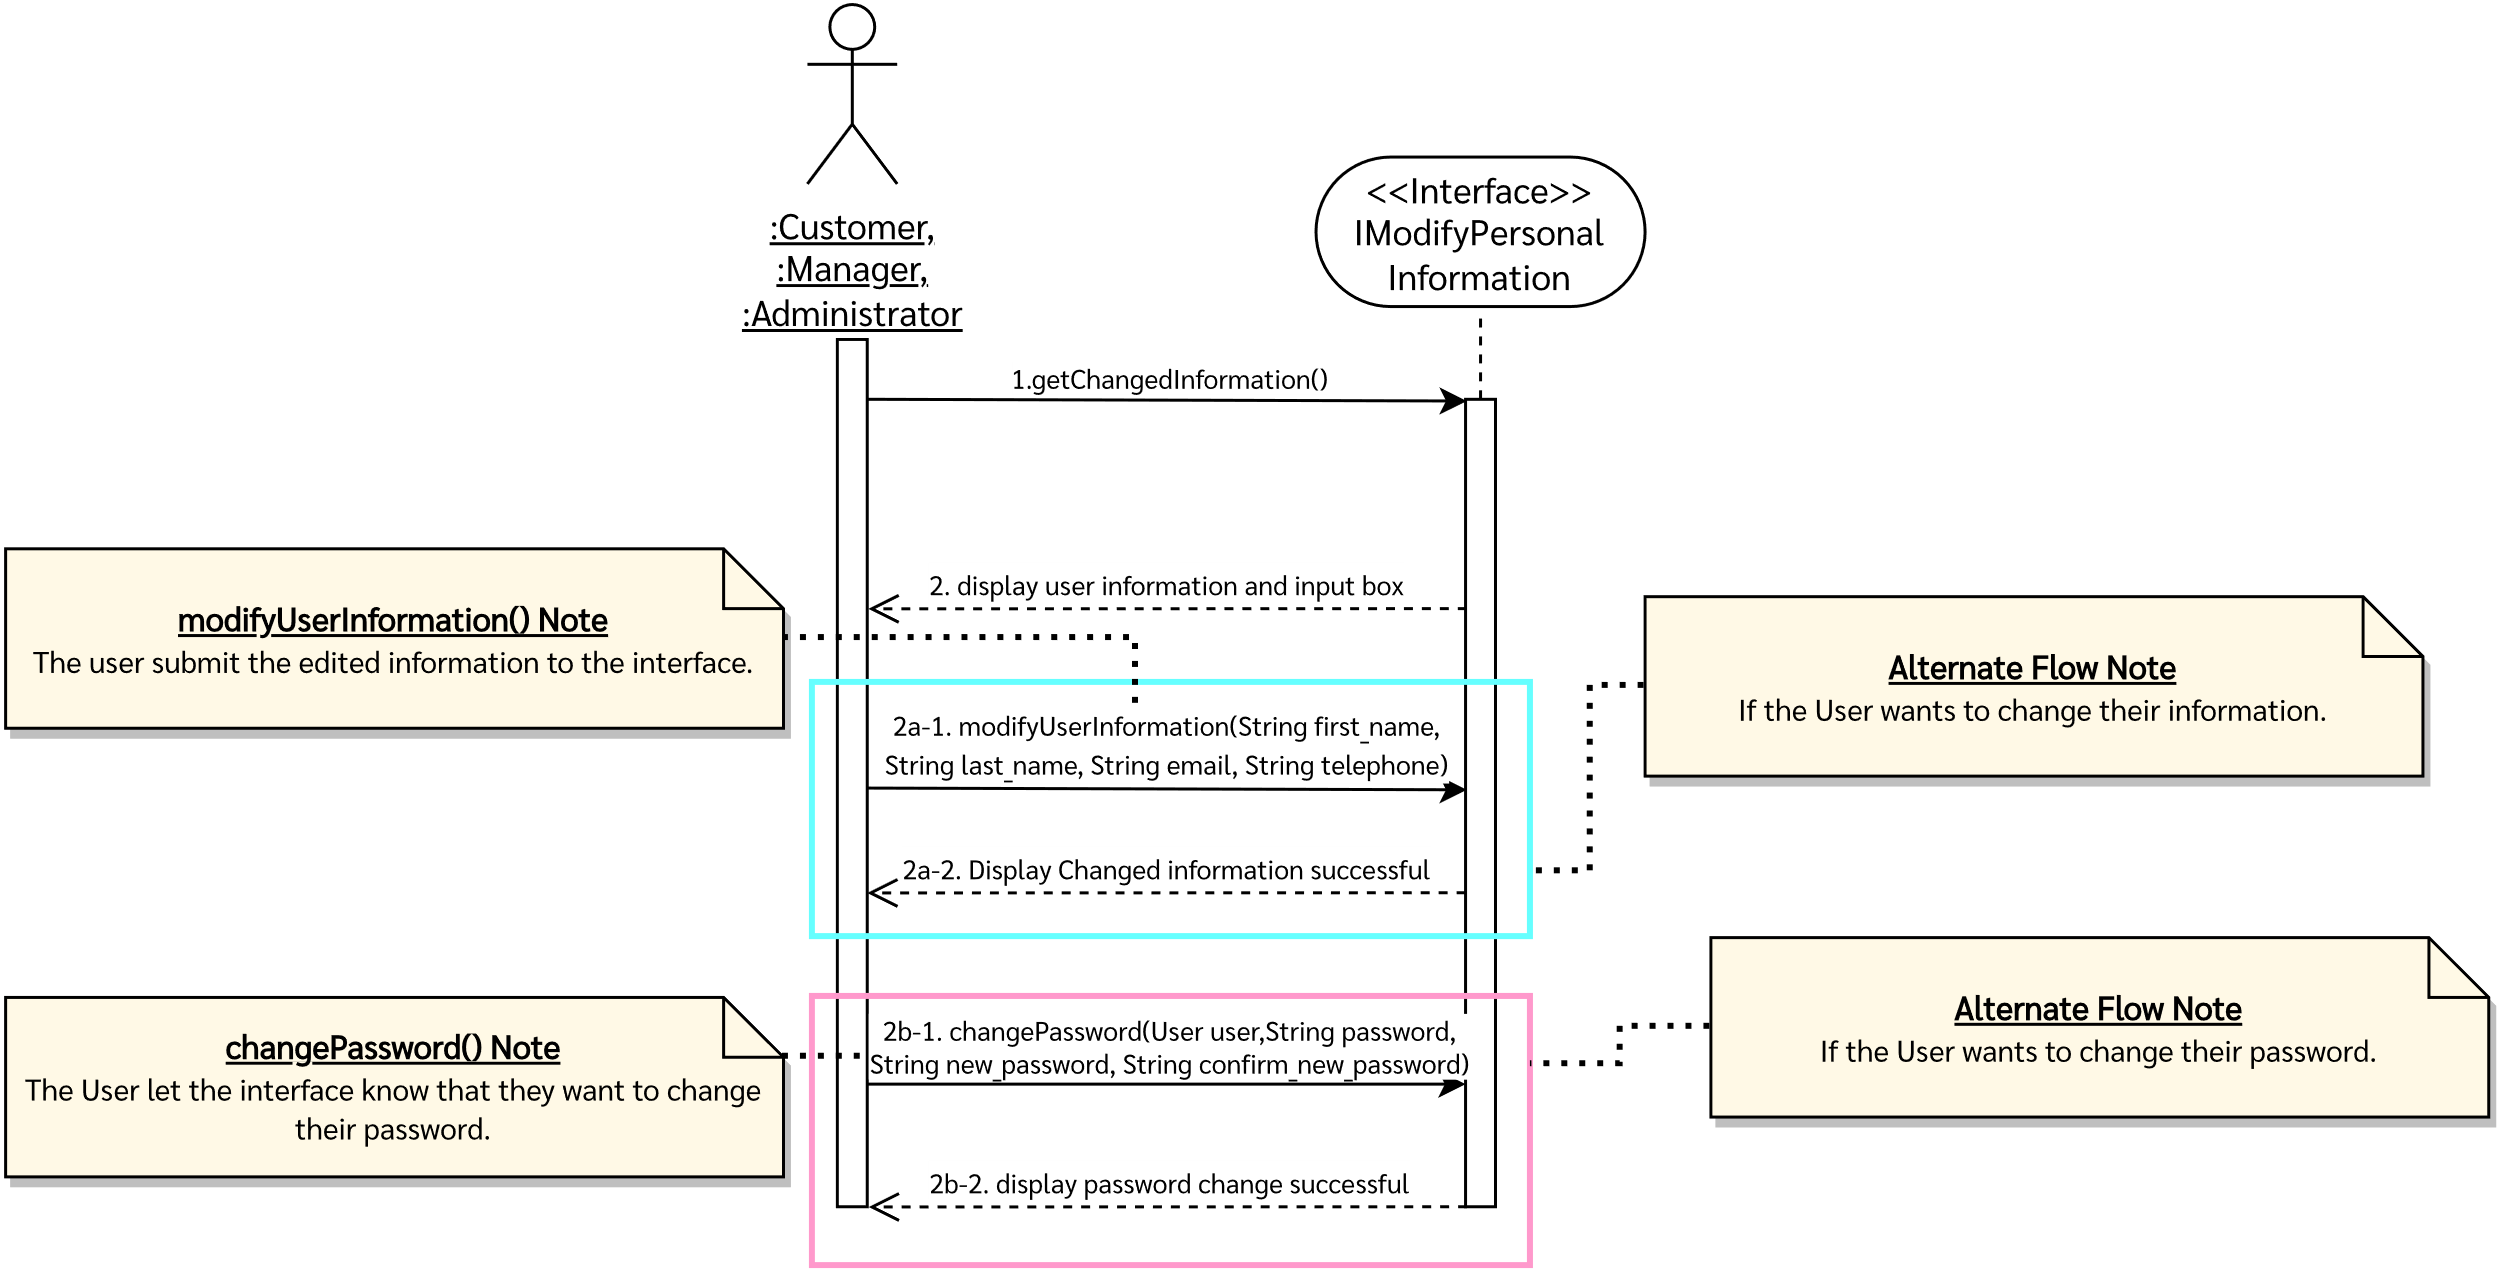 :Customer,
:Manager,
:Administrator
<<Interface>>
IModifyPersonal
Information
1.getChangedInformation()
2. display user information and input box
modifyUserInformation() Note
The user submit the edited information to the interface.
Alternate Flow Note
If the User wants to change their information.
2a-1. modifyUserInformation(String first_name,
String last_name, String email, String telephone)
2a-2. Display Changed information successful
Alternate Flow Note
If the User wants to change their password.
changePassword() Note
The User let the interface know that they want to change
their password.
2b-1. changePassword(User user,String password,
String new_password, String confirm_new_password)
2b-2. display password change successful